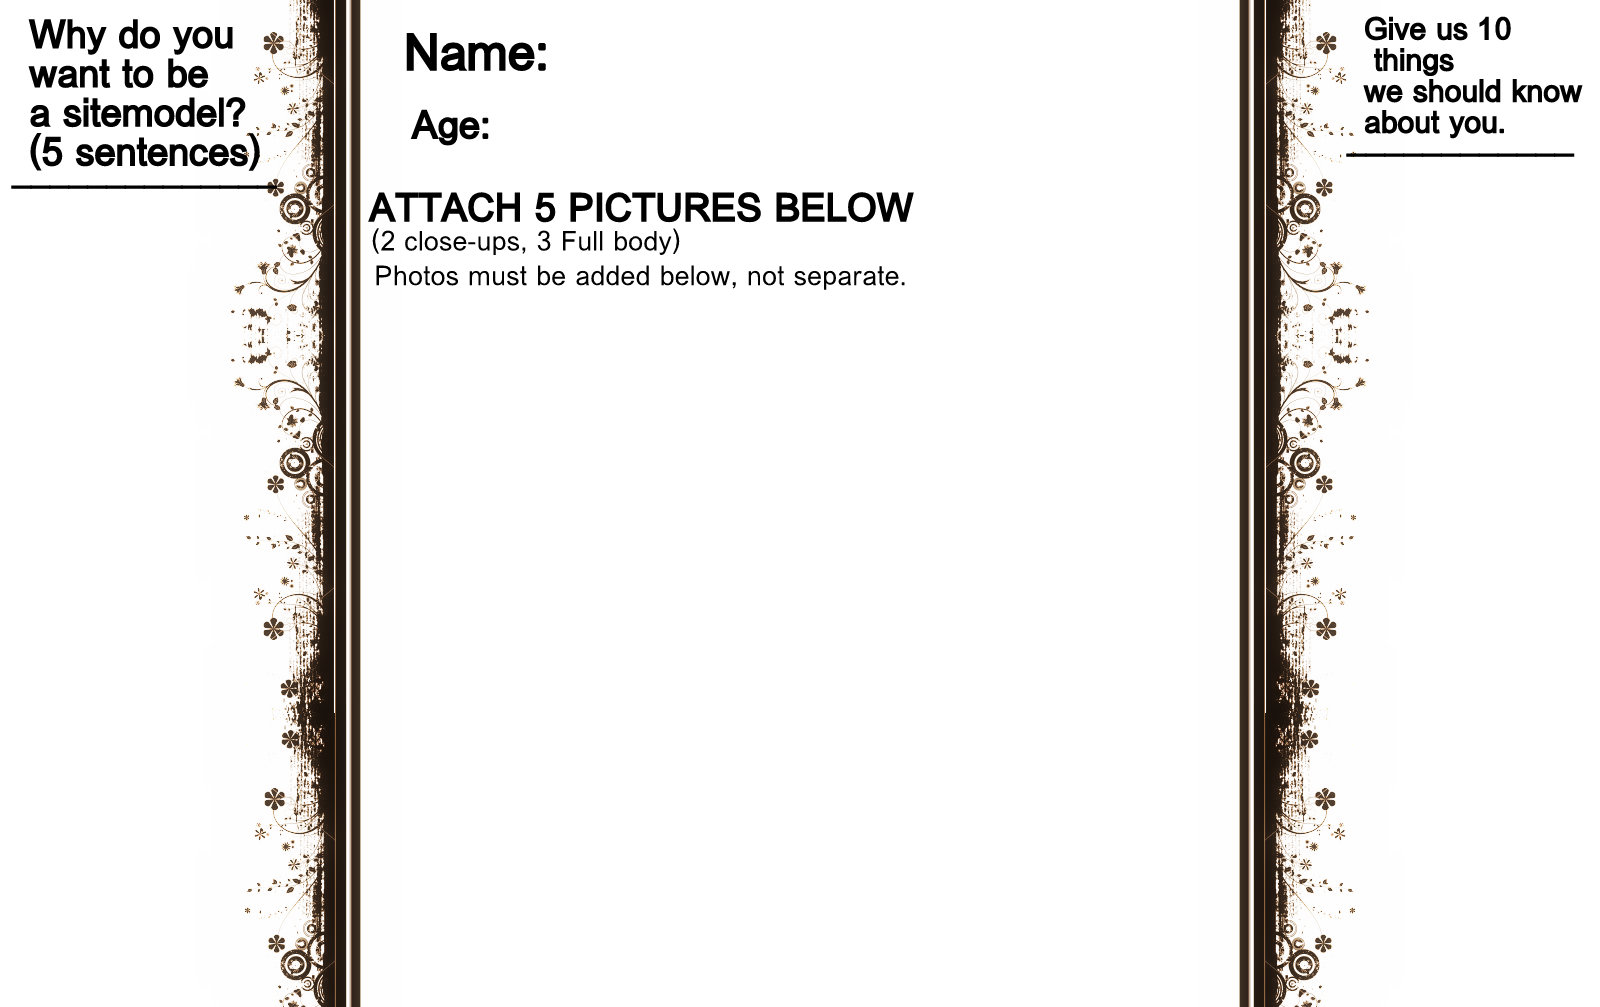 Why do you
want to be
a sitemodel?
(5 sentences)
Name:
Age:
ATTACH 5 PICTURES BELOW
(2 close-ups, 3 Full body)
Photos must be added below, not separate.
Give us 10
things
we should know
about you.